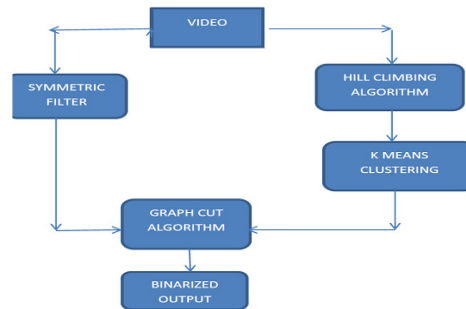 VIDEO
SYMMETRIC
FILTER
HILL CLIMBING
ALGORITHM
K MEANS
CLUSTERING
GRAPH CUT
ALGORITHM
BINARIZED
OUTPUT